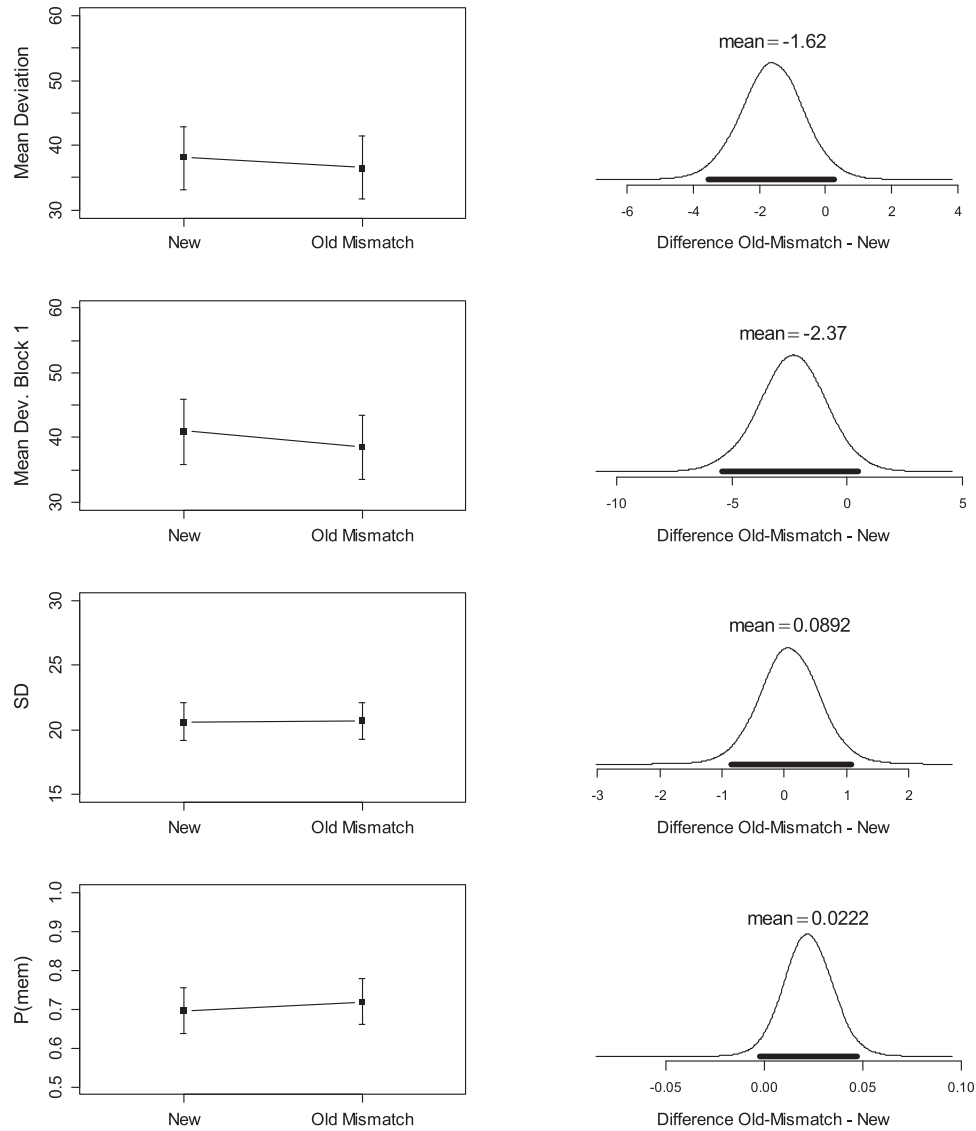 Mean Deviation
60
50
40
30
New Old Mismatch
mean = -1.62
-6 -4 -2 0 2 4
Difference Old-Mismatch - New
Mean Dev. Block 1
60
50
40
30
New Old Mismatch
mean = -2.37
-10 -5 0 5
Difference Old-Mismatch - New
SD
30
25
20
15
New Old Mismatch
mean = 0.0892
-3 -2 -1 0 1 2
Difference Old-Mismatch - New
P(mem)
1.0
0.9
0.8
0.7
0.6
0.5
New Old Mismatch
mean = 0.0222
-0.05 0.00 0.05 0.10
Difference Old-Mismatch - New